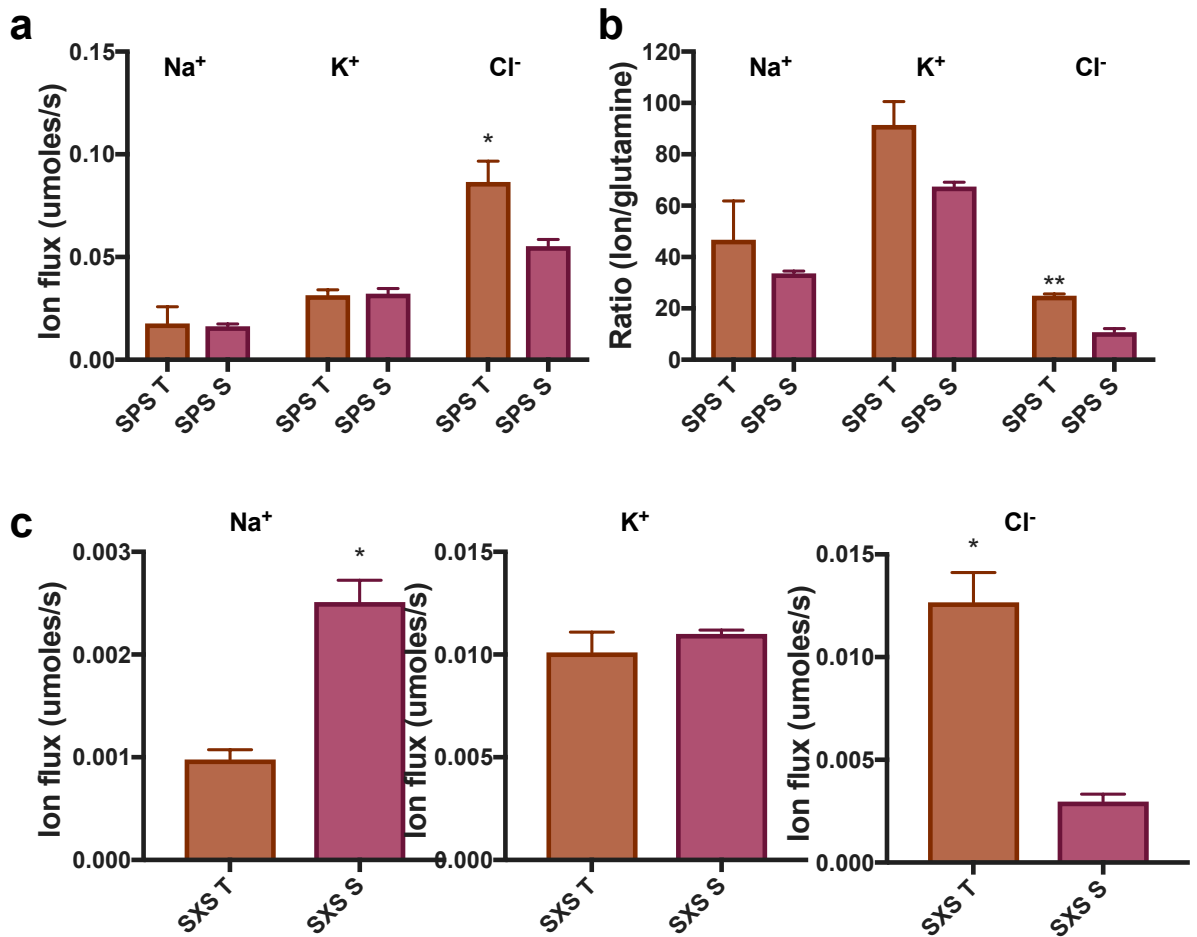 a
Ion flux (umoles/s)
0.15
0.10
0.05
0.00
Na⁺ K⁺ Cl⁻
*
SPS T SPS S SPS T SPS S SPS T SPS S
b
Ratio (Ion/glutamine)
120
100
80
60
40
20
0
Na⁺ K⁺ Cl⁻
**
SPS T SPS S SPS T SPS S SPS T SPS S
c
Na⁺
Ion flux (umoles/s)
0.003
0.002
0.001
0.000
*
SXS T SXS S
K⁺
Ion flux (umoles/s)
0.015
0.010
0.005
0.000
SXS T SXS S
Cl⁻
Ion flux (umoles/s)
0.015
0.010
0.005
0.000
*
SXS T SXS S